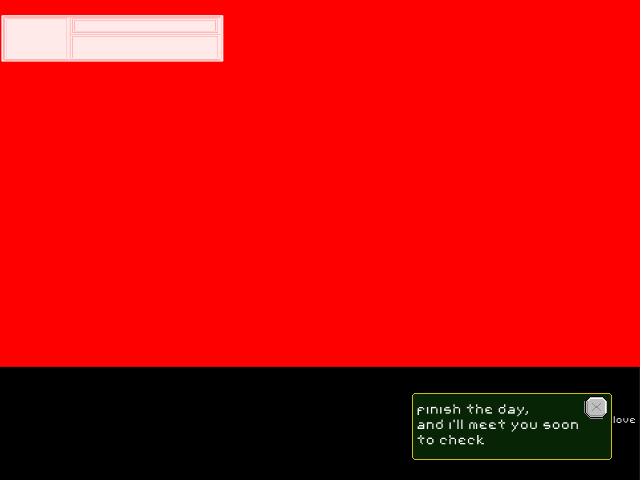 finish the day,
and i'll meet you soon
to check
love